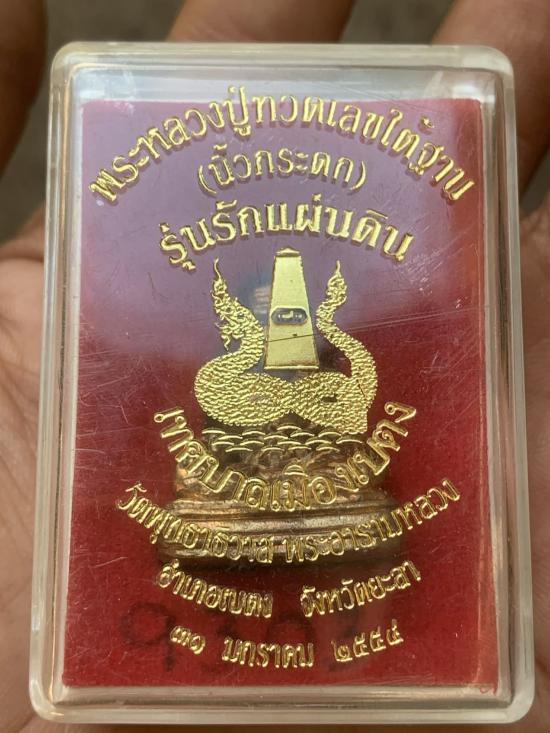 พระหลวงปู่ทวดเลขใต้ฐาน
(นิ้วกระดก)
รุ่นรักแผ่นดิน
เทศบาลเมืองเบตง
วัดพุทธาธิวาส พระอารามหลวง
อำเภอเบตง จังหวัดยะลา
๓๑ มกราคม ๒๕๕๔